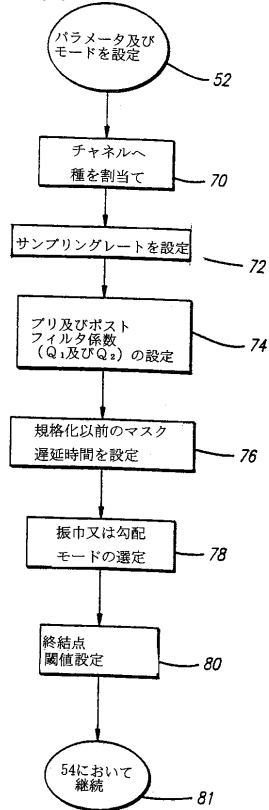 パラメータ及び
モードを設定
52
チャネルへ
種を割当て
70
サンプリングレートを設定
72
プリ及びポスト
フィルタ係数
(Q₁及びQ₂)の設定
74
規格化以前のマスク
遅延時間を設定
76
振巾又は勾配
モードの選定
78
終結点
閾値設定
80
54において
継続
81